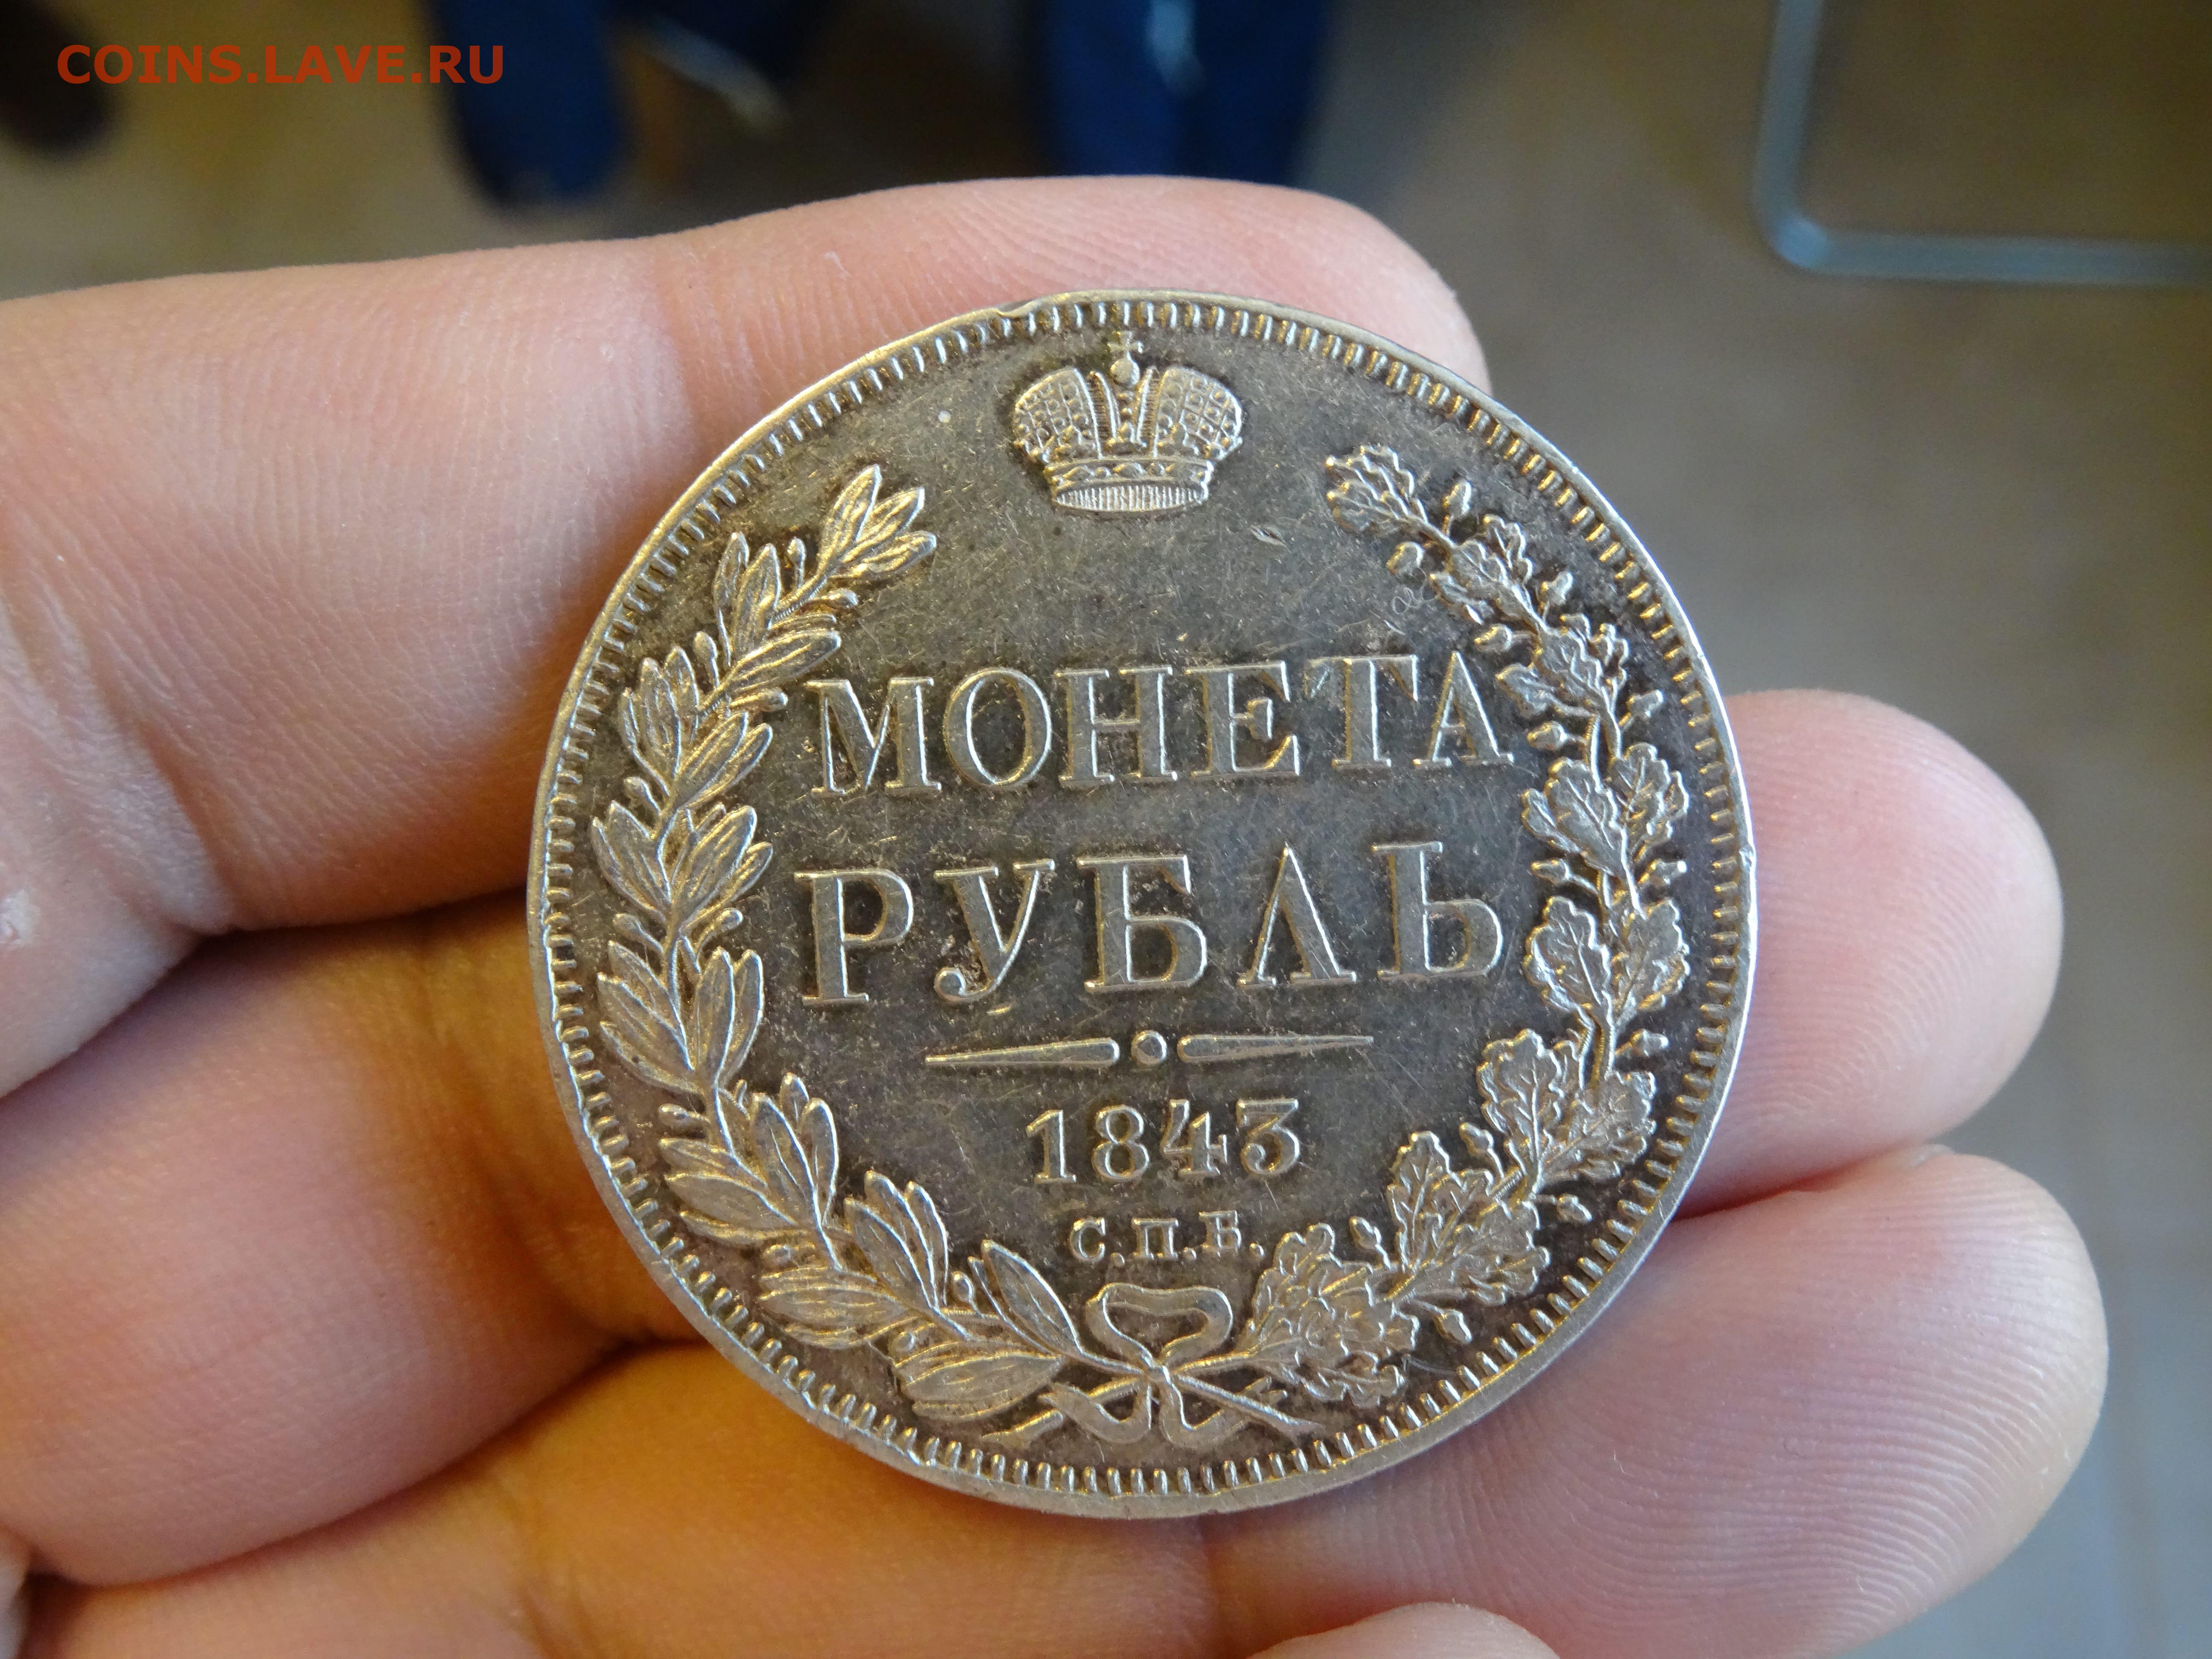 COINS.LAVE.RU
МОНЕТА
РУБЛЬ
1843
С.П.Б.